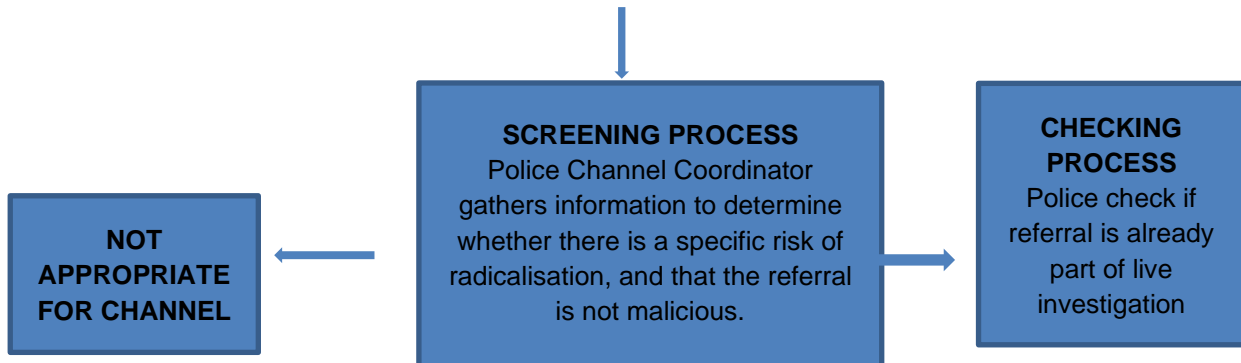 NOT
APPROPRIATE
FOR CHANNEL
SCREENING PROCESS
Police Channel Coordinator
gathers information to determine
whether there is a specific risk of
radicalisation, and that the referral
is not malicious.
CHECKING
PROCESS
Police check if
referral is already
part of live
investigation